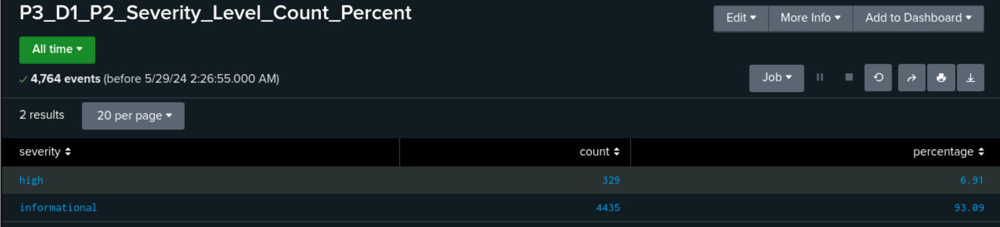 P3_D1_P2_Severity_Level_Count_Percent
Edit More Info Add to Dashboard
All time
4,764 events (before 5/29/24 2:26:55.000 AM)
Job
2 results 20 per page
severity count percentage
high 329 6.91
informational 4435 93.09